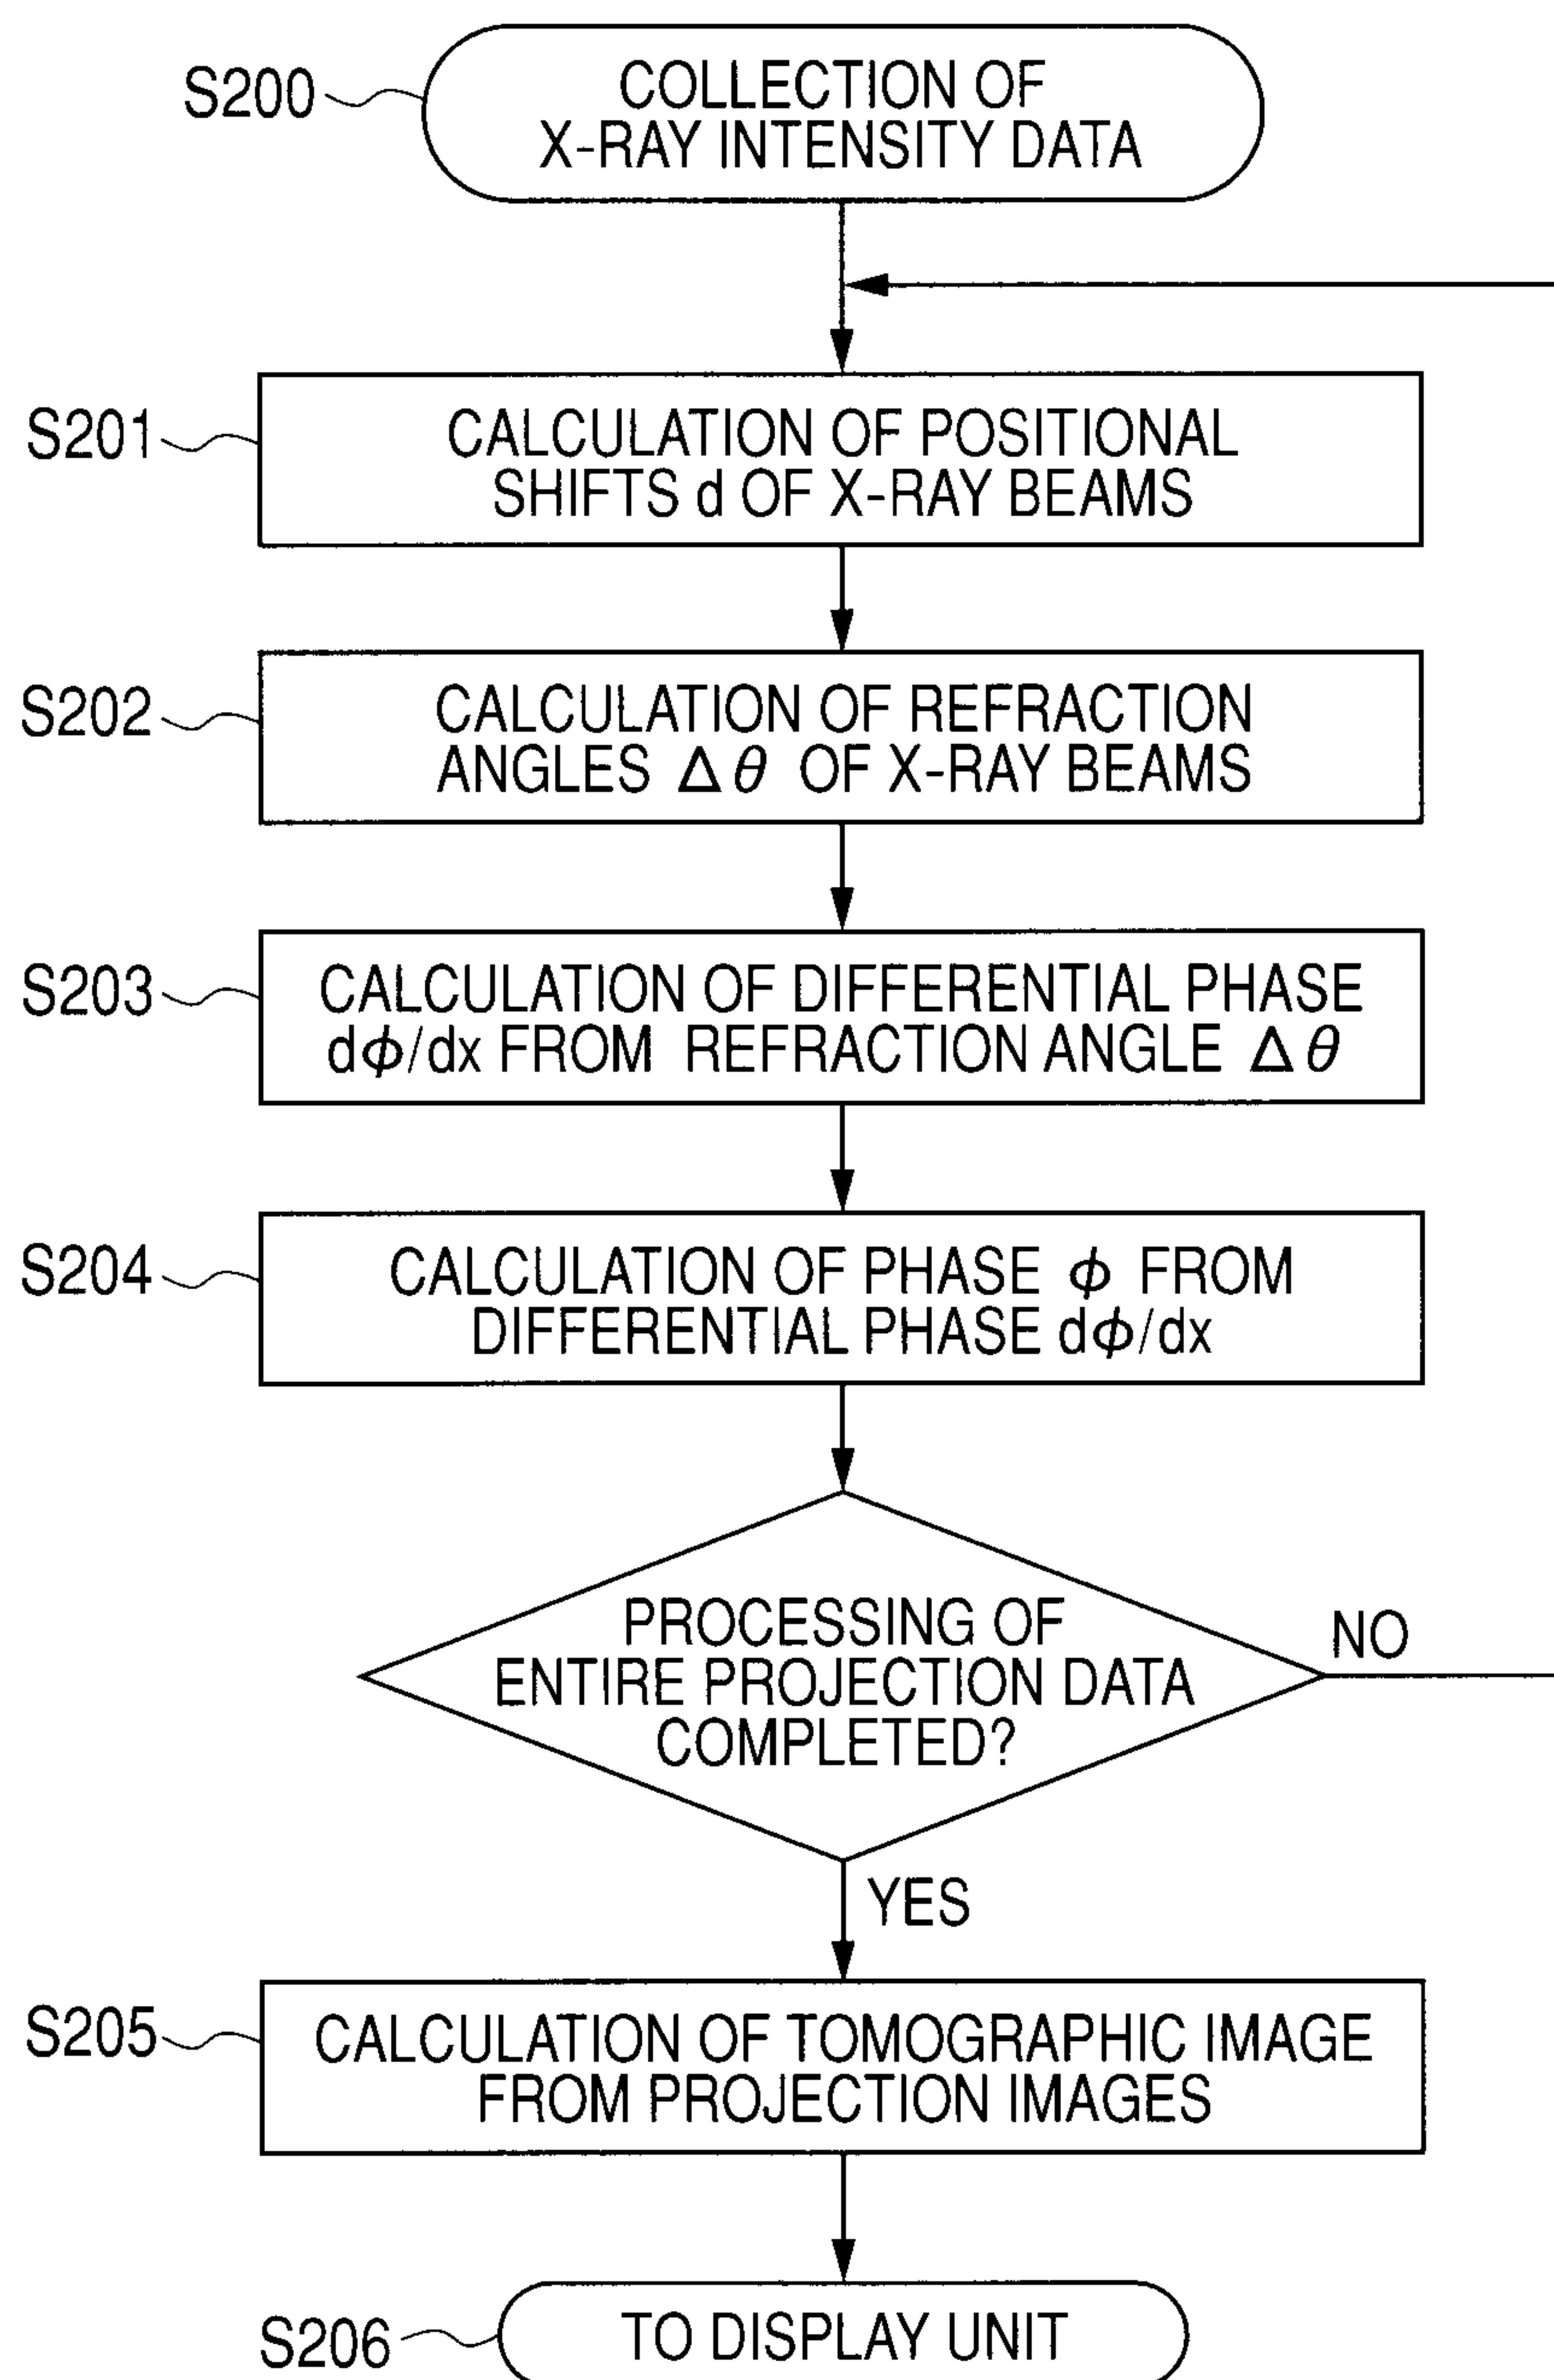 S200
COLLECTION OF
X-RAY INTENSITY DATA
S201
CALCULATION OF POSITIONAL
SHIFTS d OF X-RAY BEAMS
S202
CALCULATION OF REFRACTION
ANGLES Δθ OF X-RAY BEAMS
S203
CALCULATION OF DIFFERENTIAL PHASE
dϕ/dx FROM REFRACTION ANGLE Δθ
S204
CALCULATION OF PHASE ϕ FROM
DIFFERENTIAL PHASE dϕ/dx
PROCESSING OF
ENTIRE PROJECTION DATA
COMPLETED?
NO
YES
S205
CALCULATION OF TOMOGRAPHIC IMAGE
FROM PROJECTION IMAGES
S206
TO DISPLAY UNIT